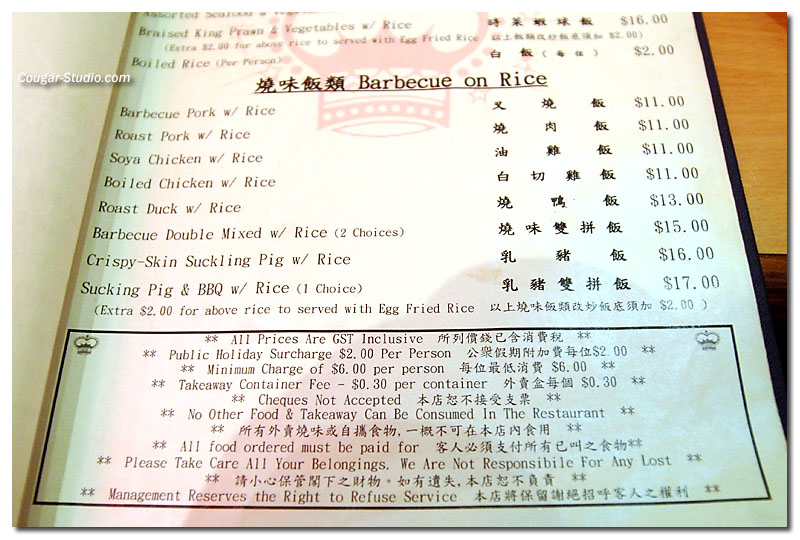 Assorted Seafood & Vegetables w/ Rice
Braised King Prawn & Vegetables w/ Rice 時菜蝦球飯 $16.00
(Extra $2.00 for above rice to served with Egg Fried Rice 以上飯類改炒飯底須加 $2.00)
Boiled Rice (Per Person) 白飯(每位) $2.00
Cougar-Studio.com
燒味飯類 Barbecue on Rice
Barbecue Pork w/ Rice 叉燒飯 $11.00
Roast Pork w/ Rice 燒肉飯 $11.00
Soya Chicken w/ Rice 油雞飯 $11.00
Boiled Chicken w/ Rice 白切雞飯 $11.00
Roast Duck w/ Rice 燒鴨飯 $13.00
Barbecue Double Mixed w/ Rice (2 Choices) 燒味雙拼飯 $15.00
Crispy-Skin Suckling Pig w/ Rice 乳豬飯 $16.00
Sucking Pig & BBQ w/ Rice (1 Choice) 乳豬雙拼飯 $17.00
(Extra $2.00 for above rice to served with Egg Fried Rice 以上燒味飯類改炒飯底須加 $2.00 )
** All Prices Are GST Inclusive 所列價錢已含消費稅 **
** Public Holiday Surcharge $2.00 Per Person 公眾假期附加費每位$2.00 **
** Minimum Charge of $6.00 per person 每位最低消費 $6.00 **
** Takeaway Container Fee - $0.30 per container 外賣盒每個 $0.30 **
** Cheques Not Accepted 本店恕不接受支票 **
** No Other Food & Takeaway Can Be Consumed In The Restaurant **
** 所有外賣燒味或自攜食物,一概不可在本店內食用 **
** All food ordered must be paid for 客人必須支付所有已叫之食物**
** Please Take Care All Your Belongings. We Are Not Responsible For Any Lost **
** 請小心保管閣下之財物。如有遺失,本店恕不負責 **
** Management Reserves the Right to Refuse Service 本店將保留謝絕招呼客人之權利 **